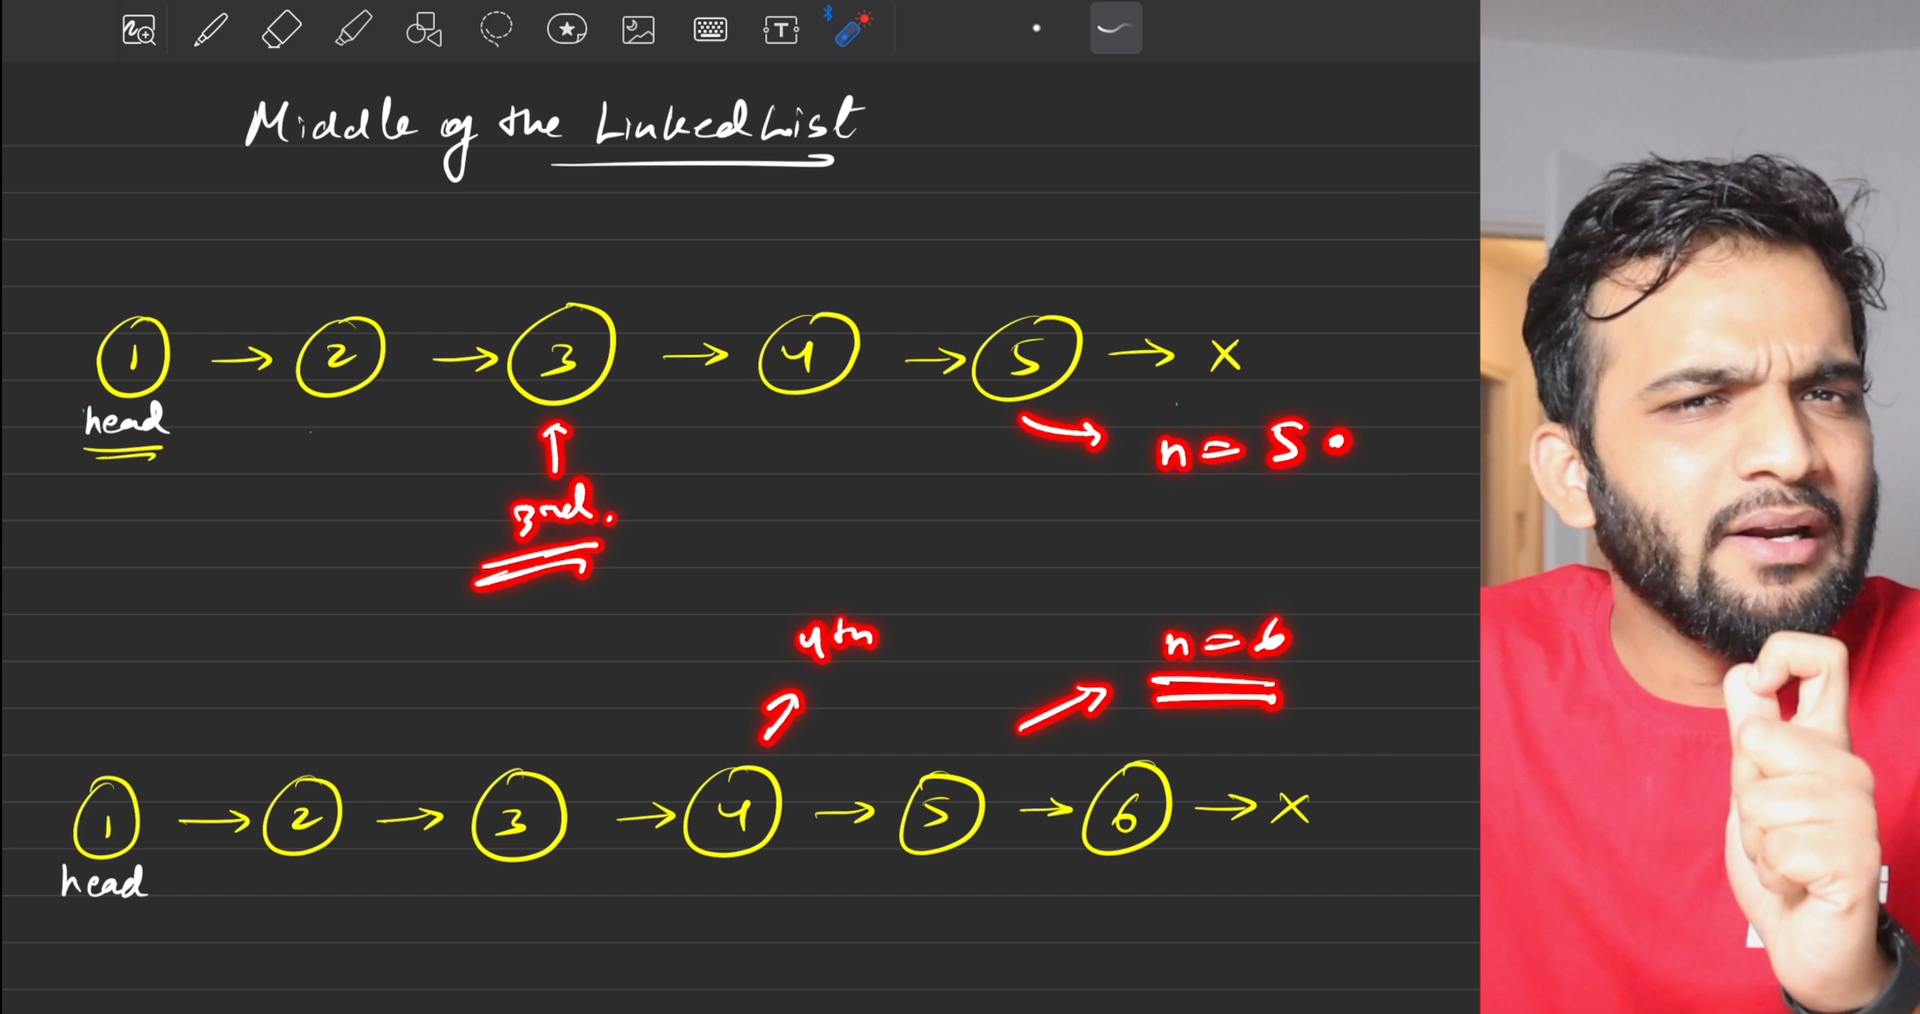 T
Middle of the LinkedList
1 → 2 → 3 → 4 → 5 → X
head
n = 5
3rd.
4th
n = 6
1 → 2 → 3 → 4 → 5 → 6 → X
head